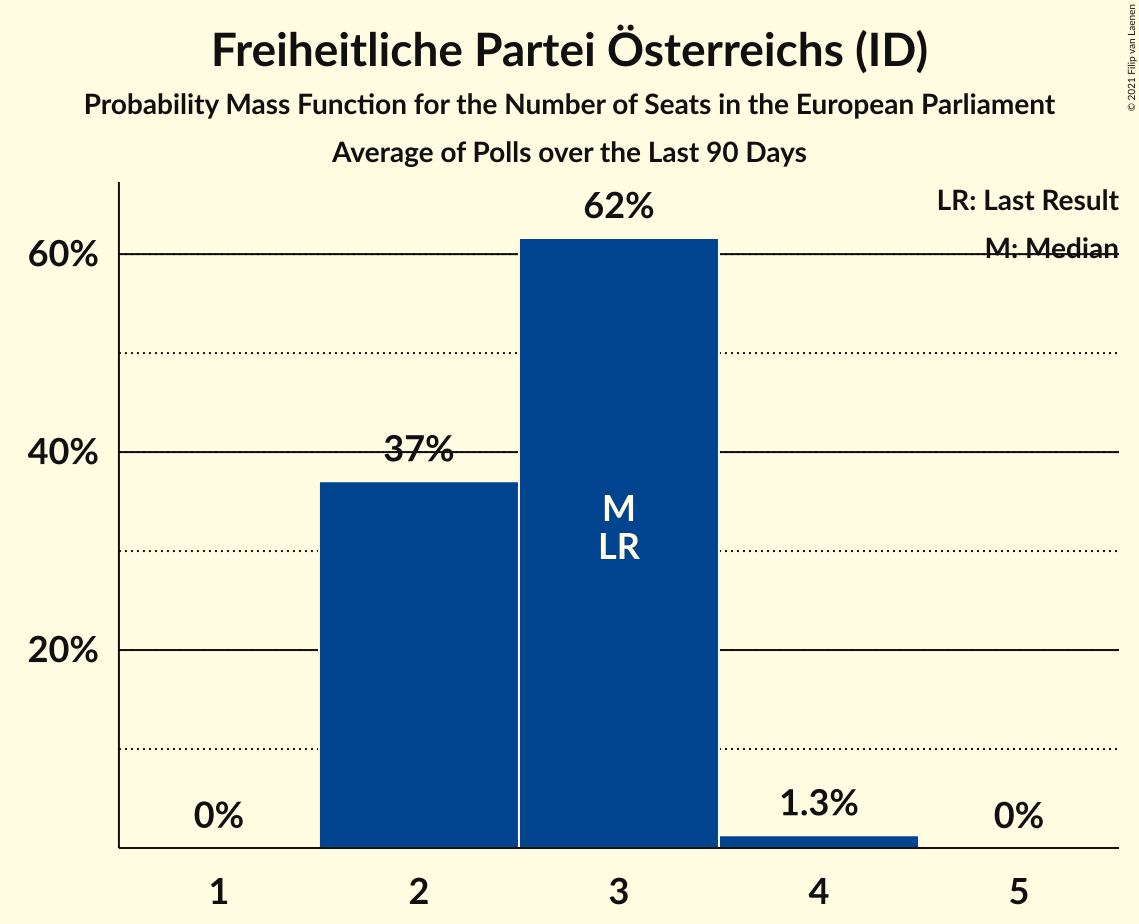 Freiheitliche Partei Österreichs (ID)
Probability Mass Function for the Number of Seats in the European Parliament
Average of Polls over the Last 90 Days
© 2021 Filip van Laenen
LR: Last Result
M: Median
62%
60%
40%
37%
M
LR
20%
0%
1.3%
0%
1 2 3 4 5